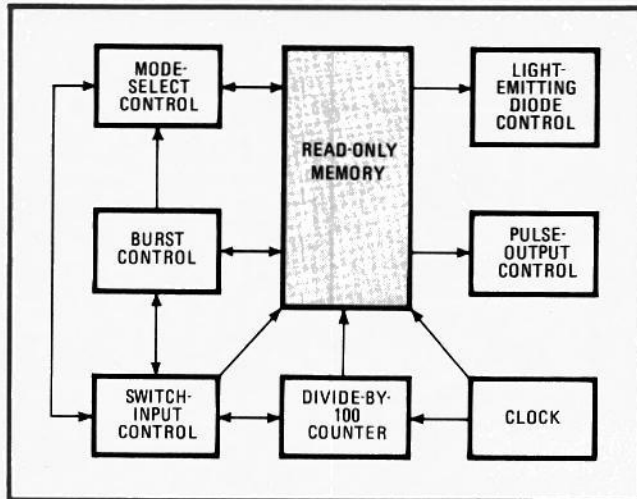 MODE-
SELECT
CONTROL
LIGHT-
EMITTING
DIODE
CONTROL
READ-ONLY
MEMORY
BURST
CONTROL
PULSE-
OUTPUT
CONTROL
SWITCH-
INPUT
CONTROL
DIVIDE-BY-
100
COUNTER
CLOCK